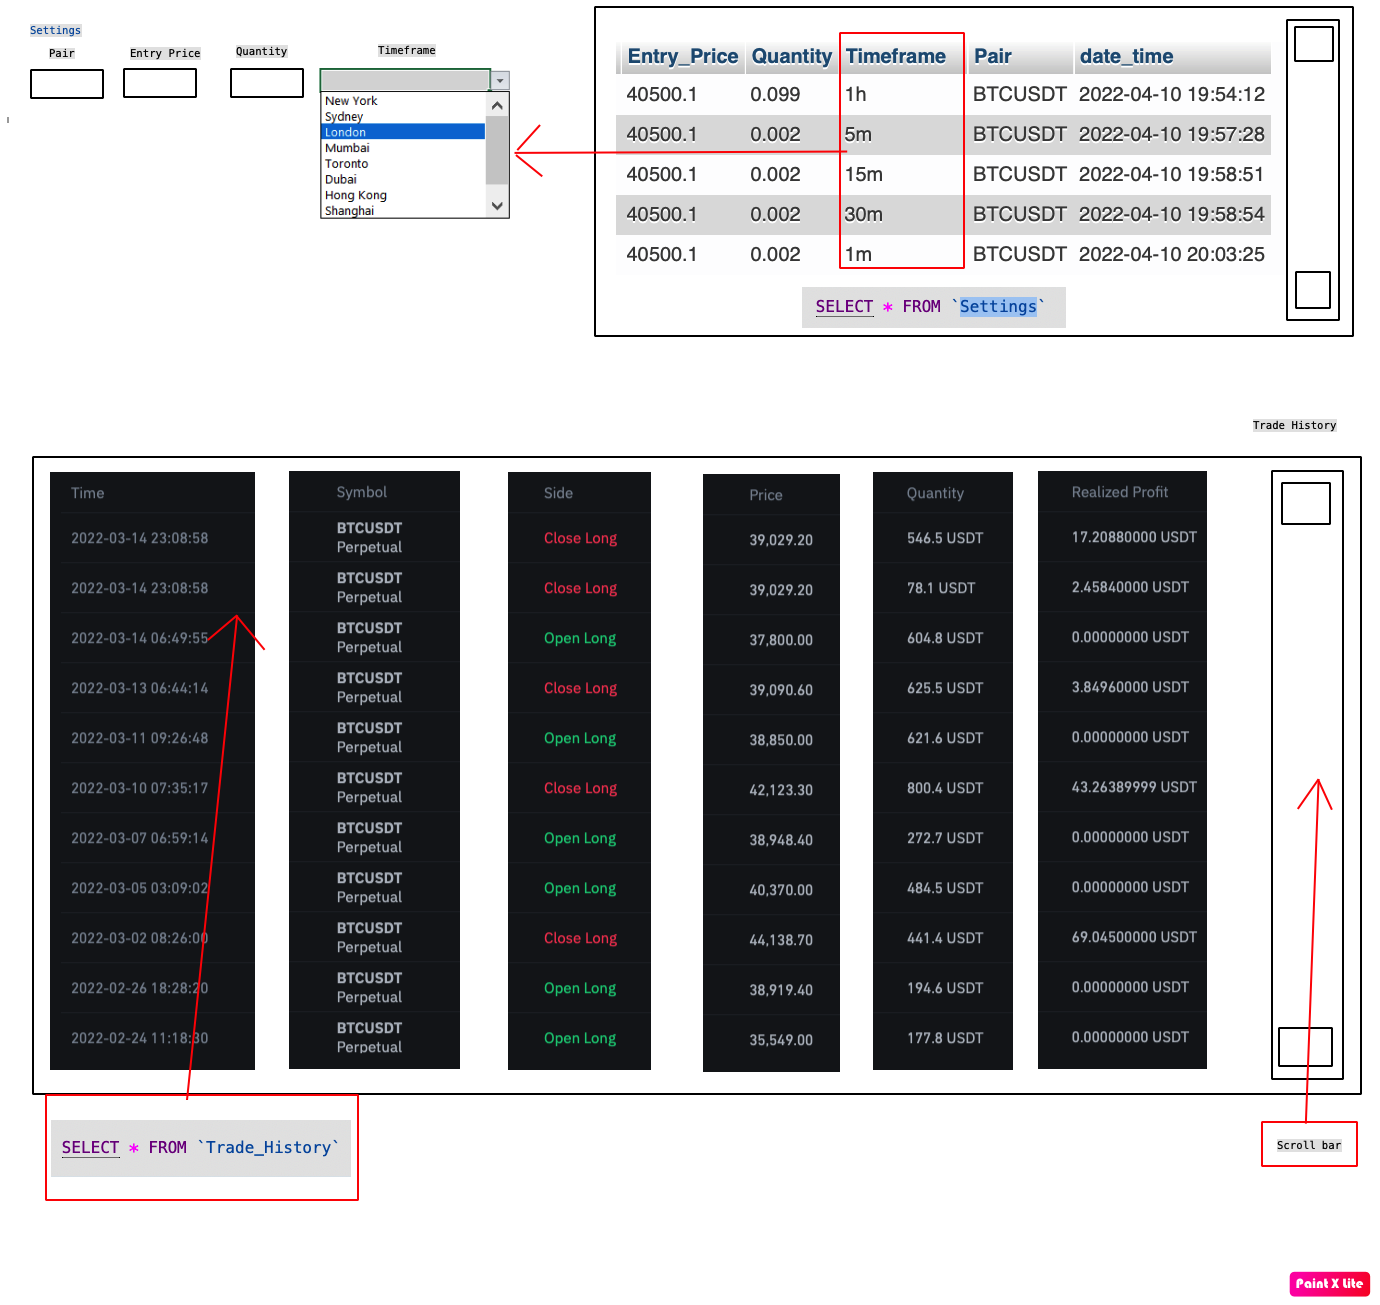 Settings
Pair Entry Price Quantity Timeframe
New York
Sydney
London
Mumbai
Toronto
Dubai
Hong Kong
Shanghai
Entry_Price Quantity Timeframe Pair date_time
40500.1 0.099 1h BTCUSDT 2022-04-10 19:54:12
40500.1 0.002 5m BTCUSDT 2022-04-10 19:57:28
40500.1 0.002 15m BTCUSDT 2022-04-10 19:58:51
40500.1 0.002 30m BTCUSDT 2022-04-10 19:58:54
40500.1 0.002 1m BTCUSDT 2022-04-10 20:03:25
SELECT * FROM `Settings`
Trade History
Time Symbol Side Price Quantity Realized Profit
2022-03-14 23:08:58 BTCUSDT Perpetual Close Long 39,029.20 546.5 USDT 17.20880000 USDT
2022-03-14 23:08:58 BTCUSDT Perpetual Close Long 39,029.20 78.1 USDT 2.45840000 USDT
2022-03-14 06:49:55 BTCUSDT Perpetual Open Long 37,800.00 604.8 USDT 0.00000000 USDT
2022-03-13 06:44:14 BTCUSDT Perpetual Close Long 39,090.60 625.5 USDT 3.84960000 USDT
2022-03-11 09:26:48 BTCUSDT Perpetual Open Long 38,850.00 621.6 USDT 0.00000000 USDT
2022-03-10 07:35:17 BTCUSDT Perpetual Close Long 42,123.30 800.4 USDT 43.26389999 USDT
2022-03-07 06:59:14 BTCUSDT Perpetual Open Long 38,948.40 272.7 USDT 0.00000000 USDT
2022-03-05 03:09:02 BTCUSDT Perpetual Open Long 40,370.00 484.5 USDT 0.00000000 USDT
2022-03-02 08:26:00 BTCUSDT Perpetual Close Long 44,138.70 441.4 USDT 69.04500000 USDT
2022-02-26 18:28:20 BTCUSDT Perpetual Open Long 38,919.40 194.6 USDT 0.00000000 USDT
2022-02-24 11:18:30 BTCUSDT Perpetual Open Long 35,549.00 177.8 USDT 0.00000000 USDT
SELECT * FROM `Trade_History`
Scroll bar
Paint X Lite